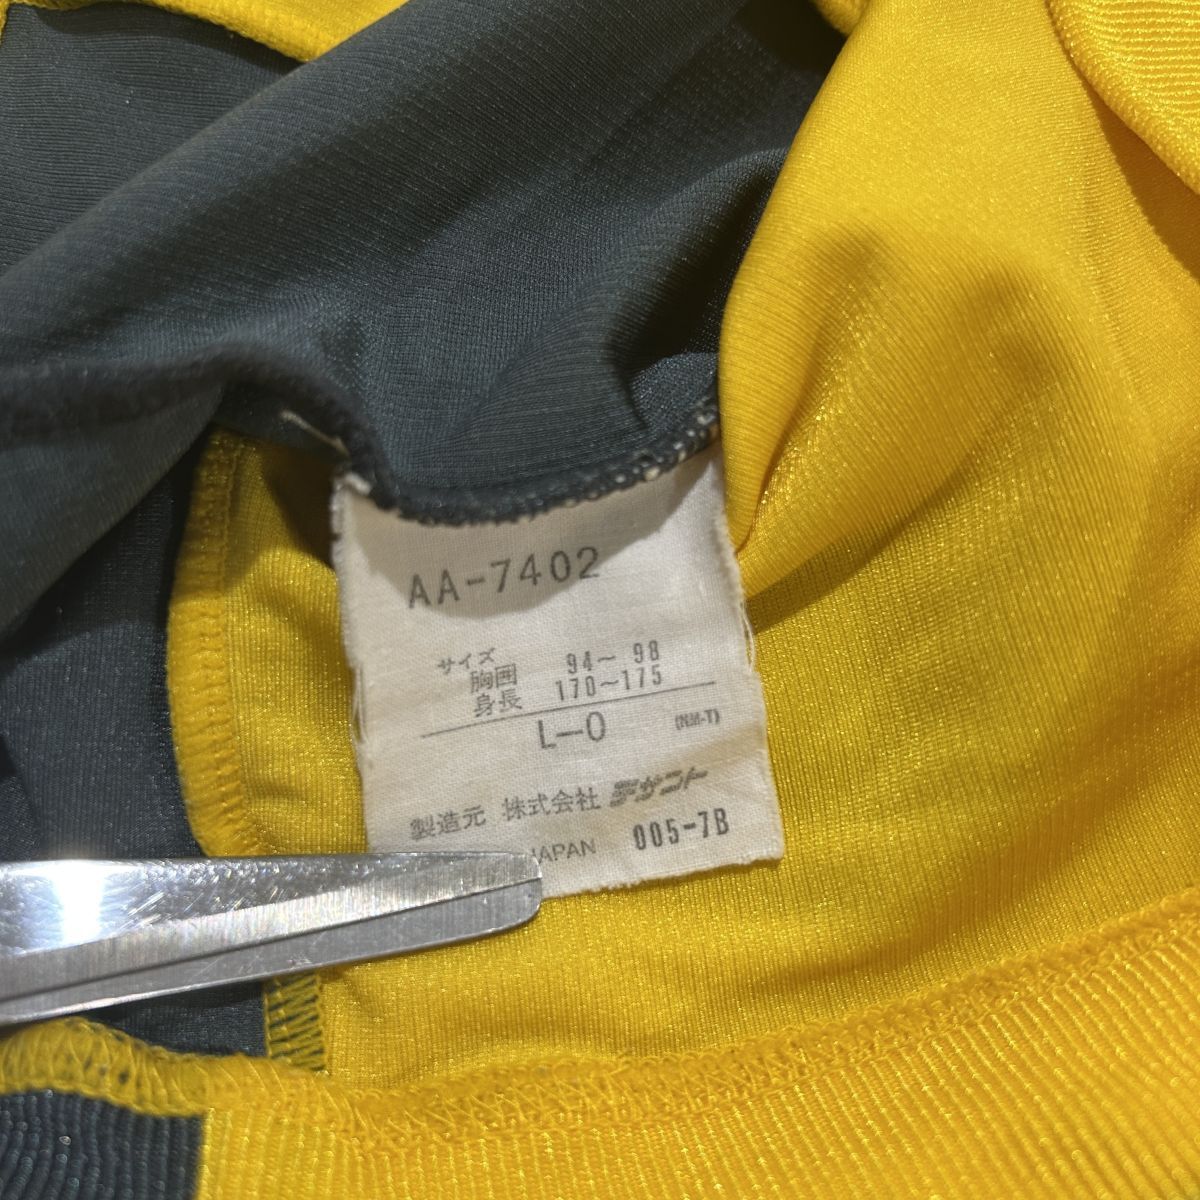 AA-7402
サイズ
胸囲 94～98
身長 170～175
L-O (NM-T)
製造元 株式会社 デサント
JAPAN 005-7B